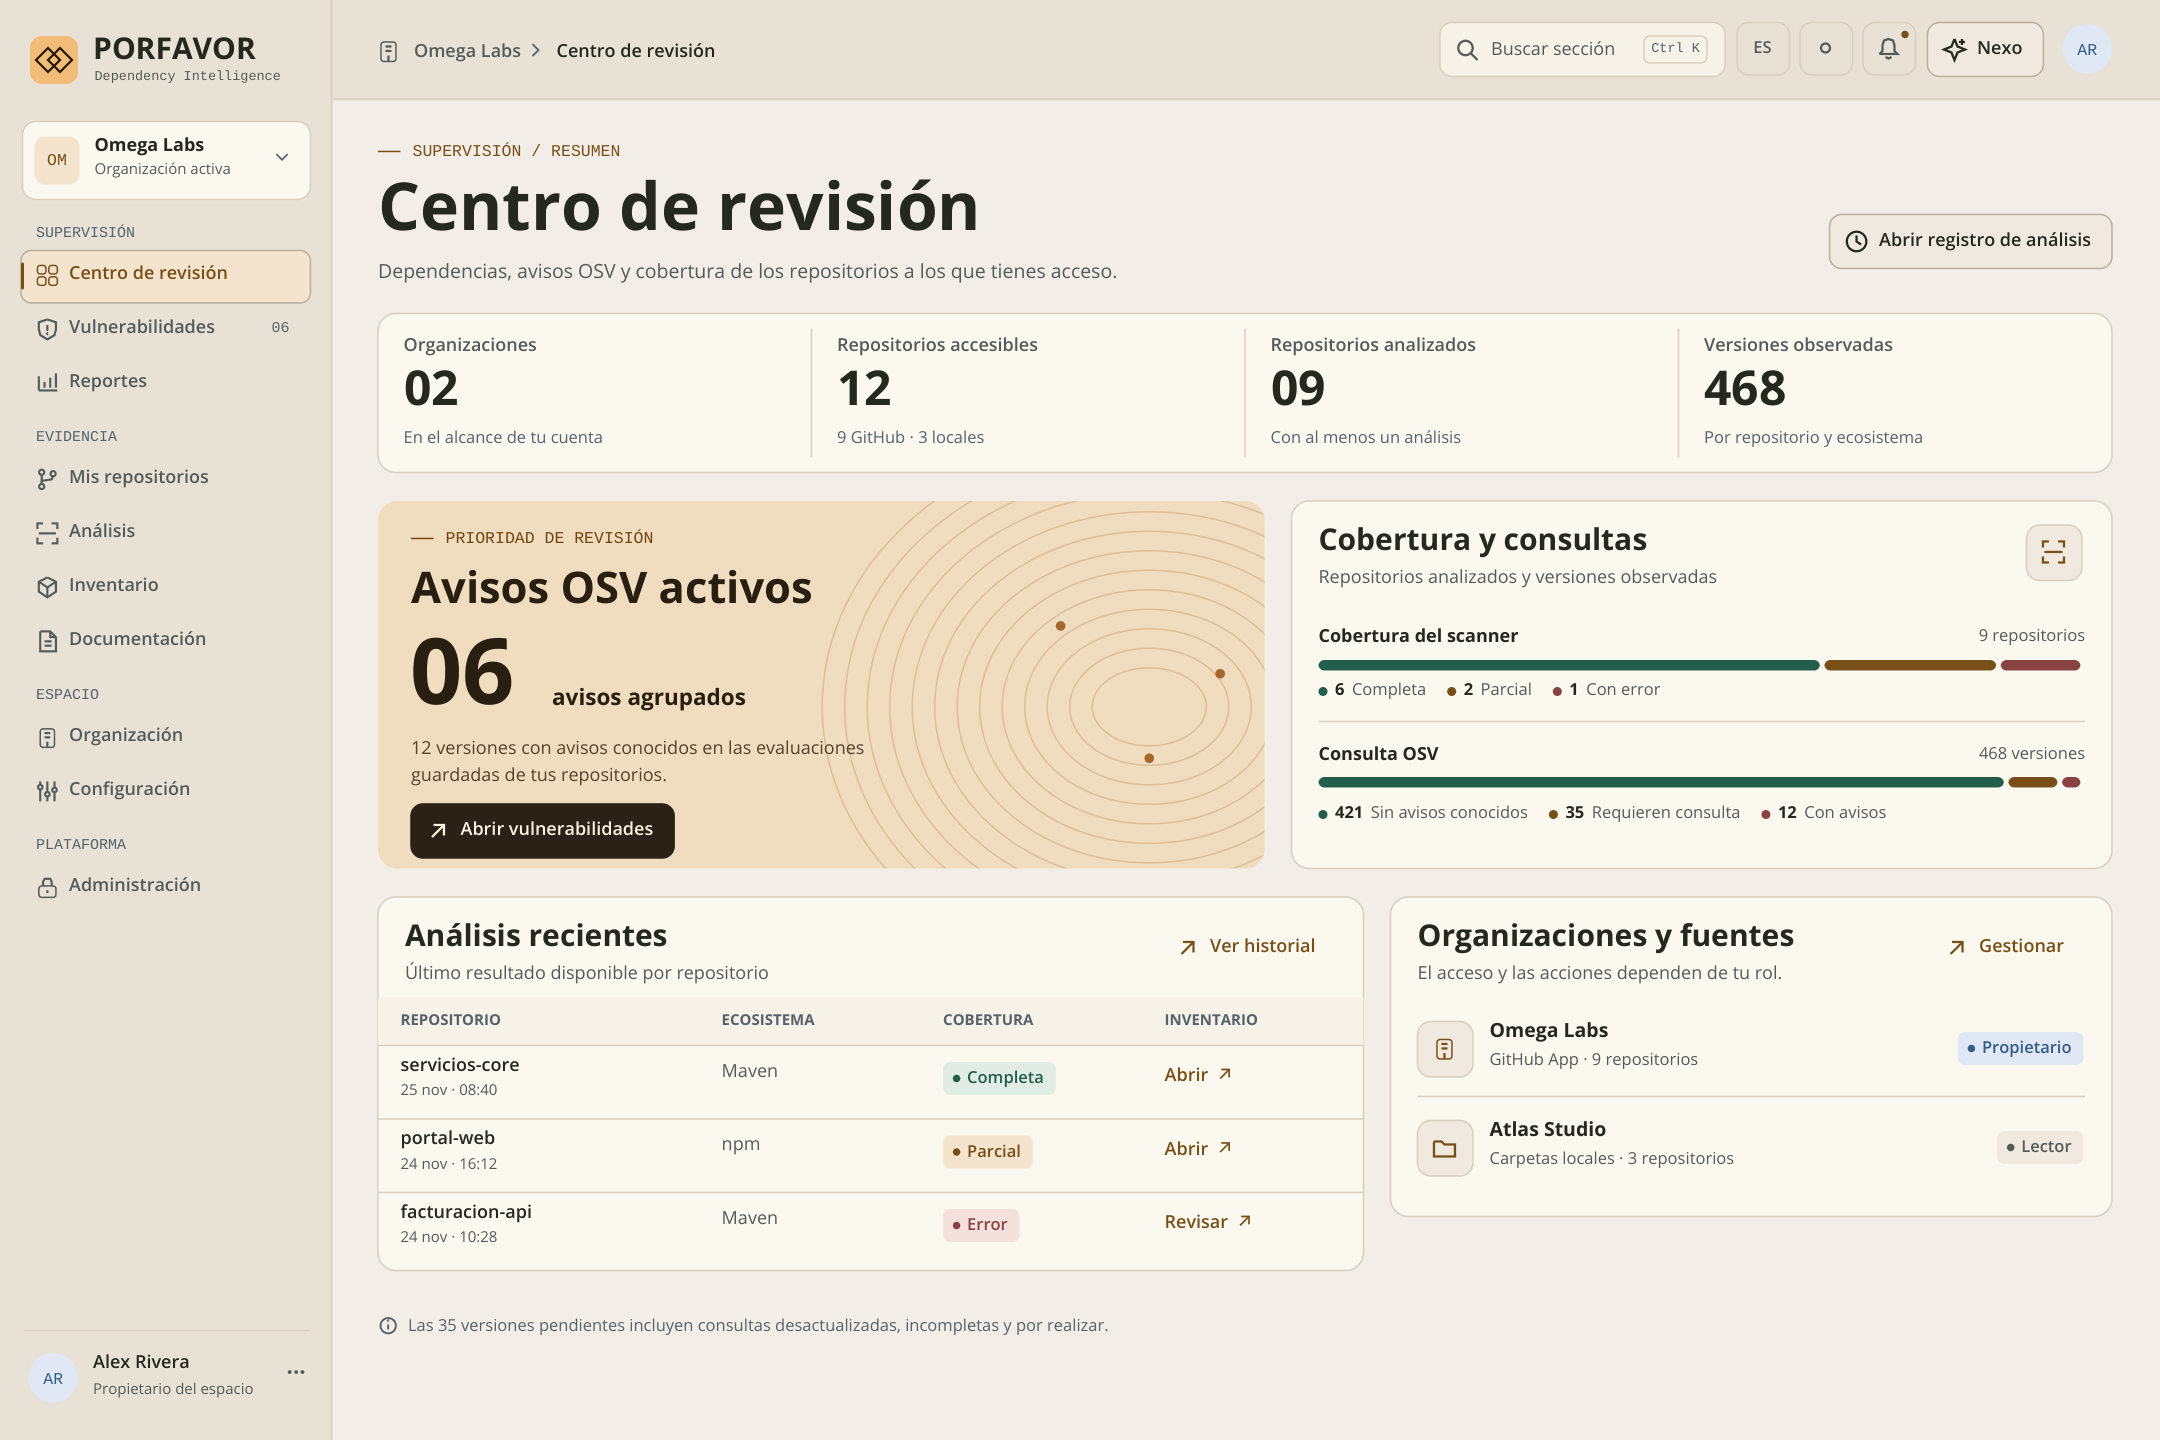 PORFAVOR
Dependency Intelligence
OM
Omega Labs
Organización activa
SUPERVISIÓN
Centro de revisión
Vulnerabilidades 06
Reportes
EVIDENCIA
Mis repositorios
Análisis
Inventario
Documentación
ESPACIO
Organización
Configuración
PLATAFORMA
Administración
AR
Alex Rivera
Propietario del espacio
Omega Labs > Centro de revisión
Buscar sección Ctrl K
ES
Nexo
AR
SUPERVISIÓN / RESUMEN
Centro de revisión
Dependencias, avisos OSV y cobertura de los repositorios a los que tienes acceso.
Abrir registro de análisis
Organizaciones
02
En el alcance de tu cuenta
Repositorios accesibles
12
9 GitHub · 3 locales
Repositorios analizados
09
Con al menos un análisis
Versiones observadas
468
Por repositorio y ecosistema
PRIORIDAD DE REVISIÓN
Avisos OSV activos
06 avisos agrupados
12 versiones con avisos conocidos en las evaluaciones
guardadas de tus repositorios.
Abrir vulnerabilidades
Cobertura y consultas
Repositorios analizados y versiones observadas
Cobertura del scanner 9 repositorios
6 Completa 2 Parcial 1 Con error
Consulta OSV 468 versiones
421 Sin avisos conocidos 35 Requieren consulta 12 Con avisos
Análisis recientes
Último resultado disponible por repositorio
Ver historial
REPOSITORIO ECOSISTEMA COBERTURA INVENTARIO
servicios-core Maven Completa Abrir
25 nov · 08:40
portal-web npm Parcial Abrir
24 nov · 16:12
facturacion-api Maven Error Revisar
24 nov · 10:28
Organizaciones y fuentes
El acceso y las acciones dependen de tu rol.
Gestionar
Omega Labs
GitHub App · 9 repositorios
Propietario
Atlas Studio
Carpetas locales · 3 repositorios
Lector
Las 35 versiones pendientes incluyen consultas desactualizadas, incompletas y por realizar.